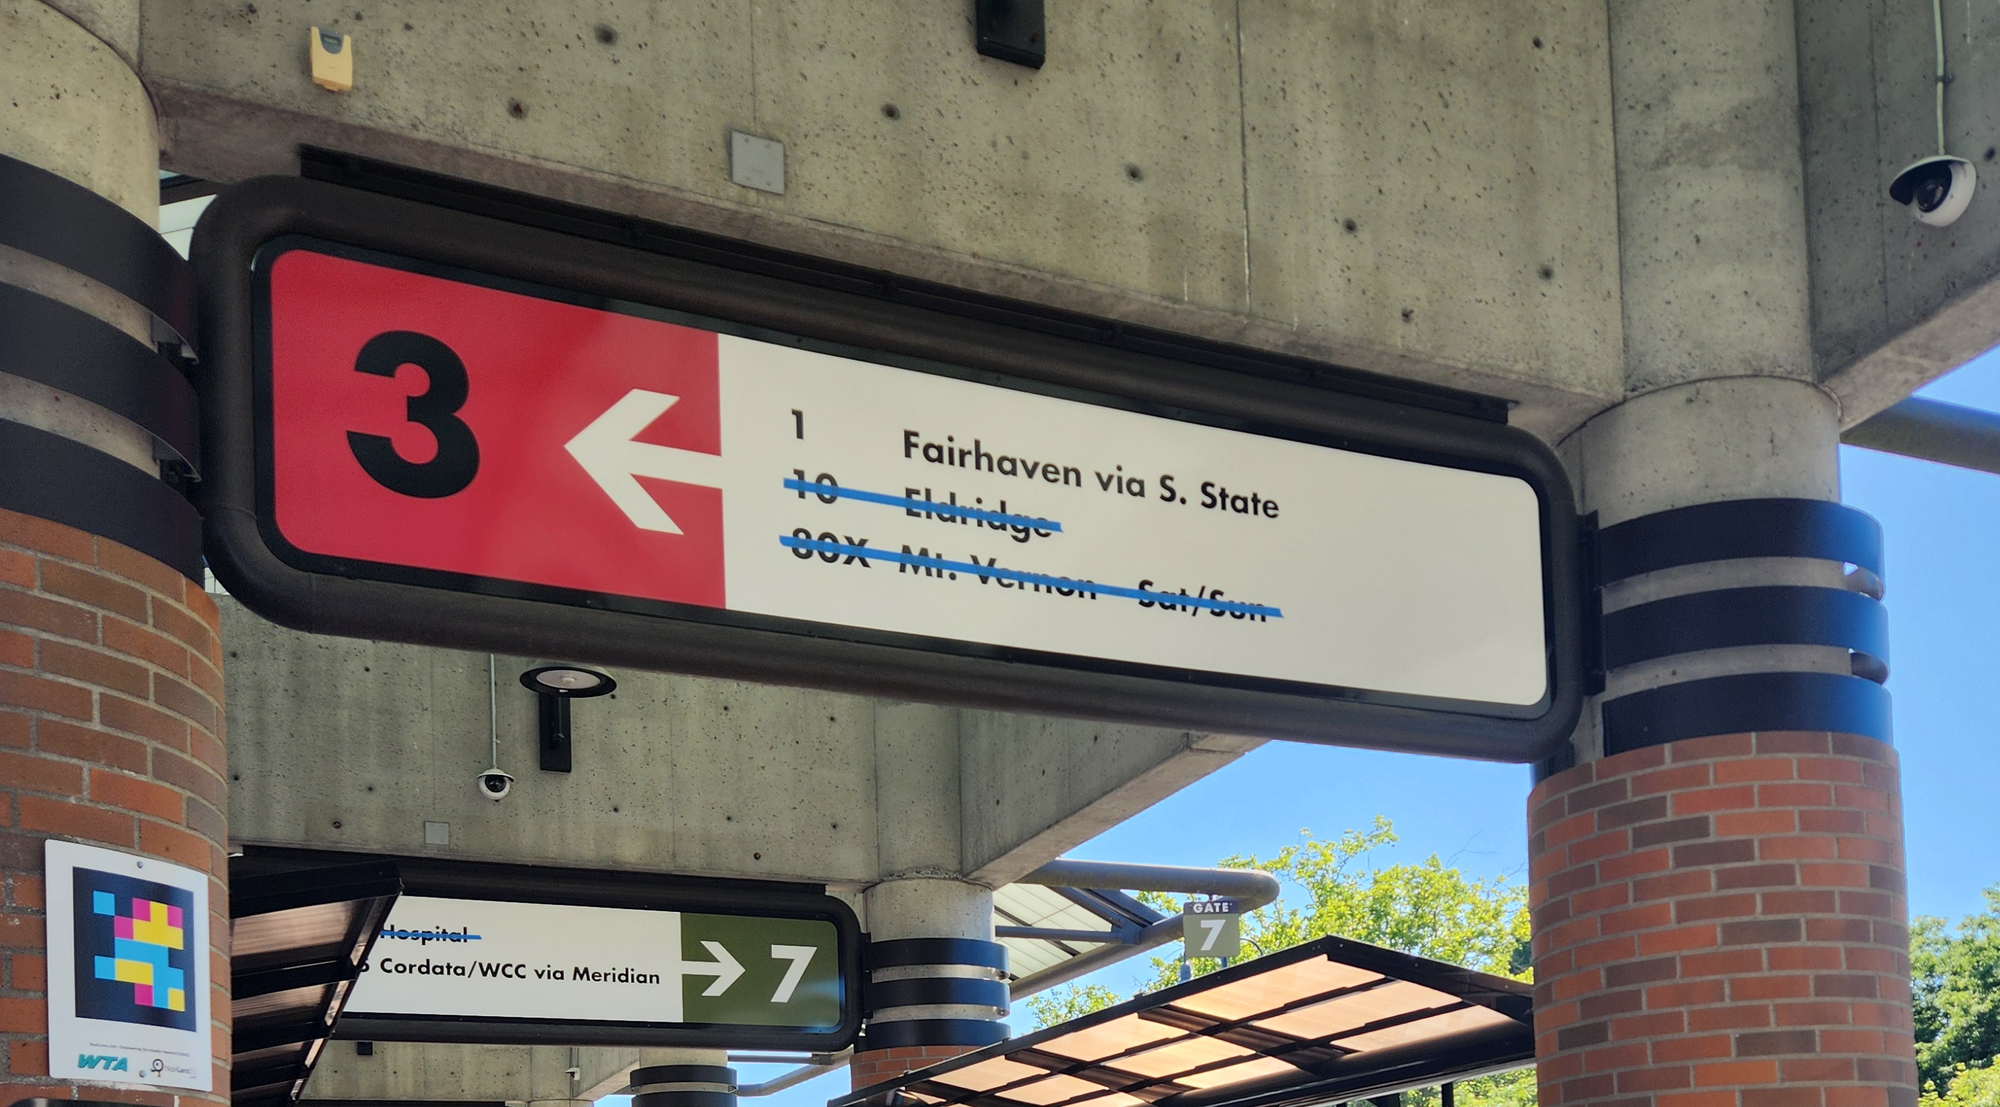 3
1 Fairhaven via S. State
10 Eldridge
80X Mt. Vernon - Sat/Sun
Hospital
Cordata/WCC via Meridian
7
GATE
7
WTA